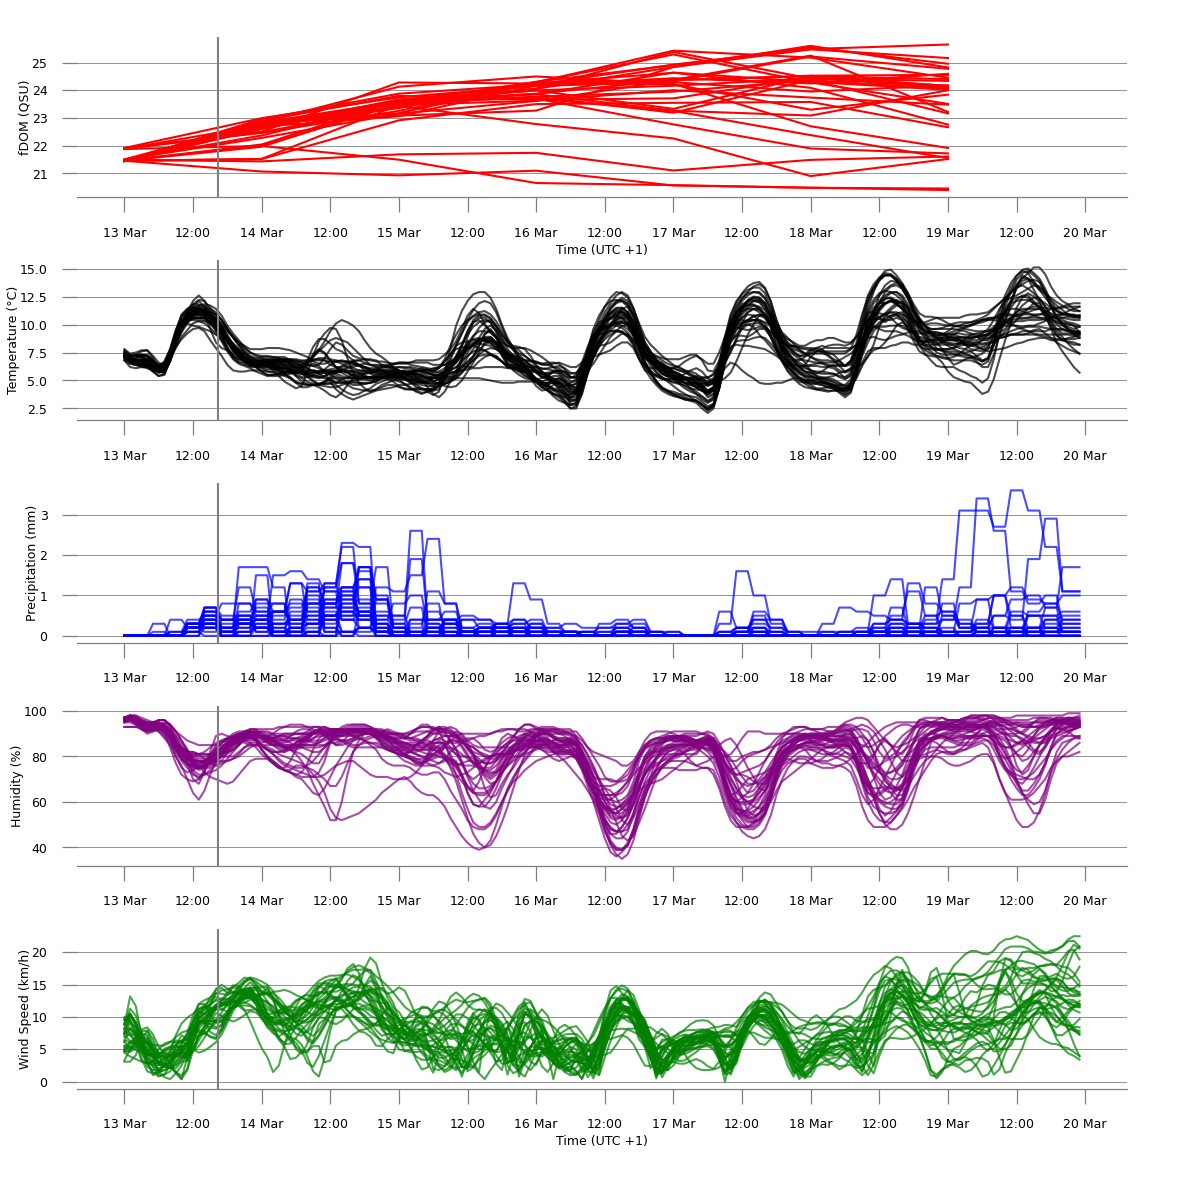 25
24
23
22
21
fDOM (QSU)
13 Mar 12:00 14 Mar 12:00 15 Mar 12:00 16 Mar 12:00 17 Mar 12:00 18 Mar 12:00 19 Mar 12:00 20 Mar
Time (UTC +1)
15.0
12.5
10.0
7.5
5.0
2.5
Temperature (°C)
13 Mar 12:00 14 Mar 12:00 15 Mar 12:00 16 Mar 12:00 17 Mar 12:00 18 Mar 12:00 19 Mar 12:00 20 Mar
3
2
1
0
Precipitation (mm)
13 Mar 12:00 14 Mar 12:00 15 Mar 12:00 16 Mar 12:00 17 Mar 12:00 18 Mar 12:00 19 Mar 12:00 20 Mar
100
80
60
40
Humidity (%)
13 Mar 12:00 14 Mar 12:00 15 Mar 12:00 16 Mar 12:00 17 Mar 12:00 18 Mar 12:00 19 Mar 12:00 20 Mar
20
15
10
5
0
Wind Speed (km/h)
13 Mar 12:00 14 Mar 12:00 15 Mar 12:00 16 Mar 12:00 17 Mar 12:00 18 Mar 12:00 19 Mar 12:00 20 Mar
Time (UTC +1)